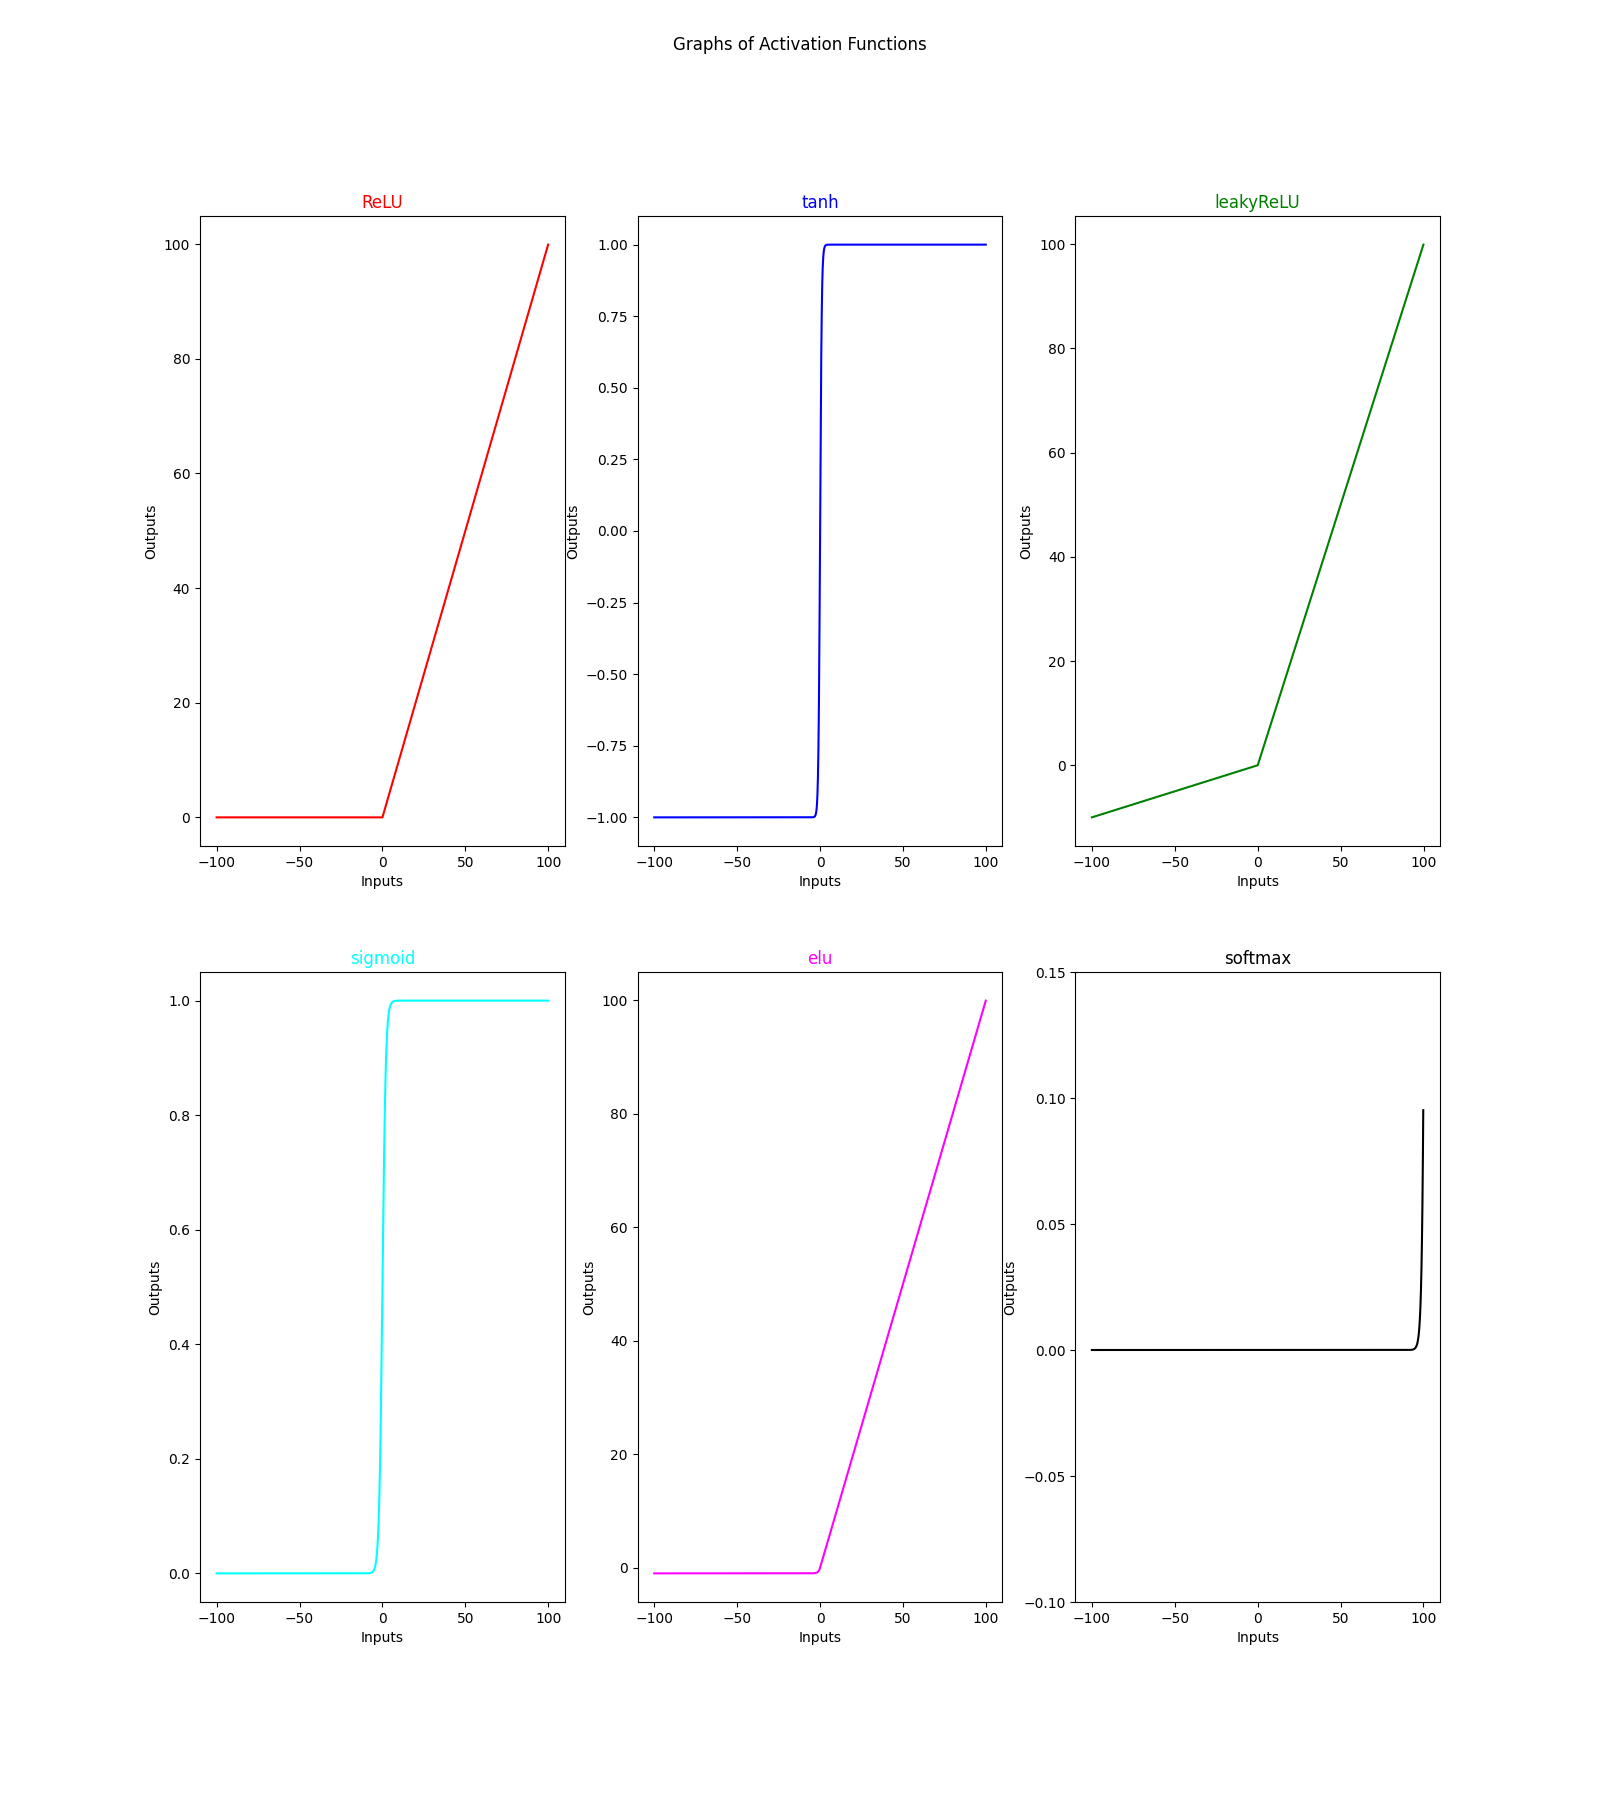 Graphs of Activation Functions
ReLU
100
80
60
40
20
0
Outputs
−100 −50 0 50 100
Inputs
tanh
1.00
0.75
0.50
0.25
0.00
−0.25
−0.50
−0.75
−1.00
Outputs
−100 −50 0 50 100
Inputs
leakyReLU
100
80
60
40
20
0
Outputs
−100 −50 0 50 100
Inputs
sigmoid
1.0
0.8
0.6
0.4
0.2
0.0
Outputs
−100 −50 0 50 100
Inputs
elu
100
80
60
40
20
0
Outputs
−100 −50 0 50 100
Inputs
softmax
0.15
0.10
0.05
0.00
−0.05
−0.10
Outputs
−100 −50 0 50 100
Inputs